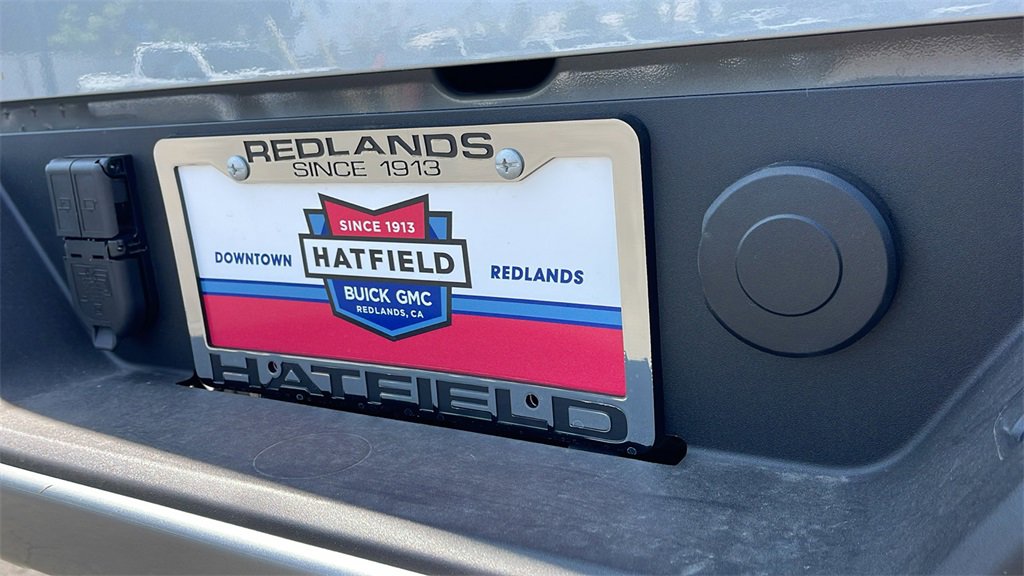 REDLANDS
SINCE 1913
SINCE 1913
DOWNTOWN HATFIELD REDLANDS
BUICK GMC
REDLANDS, CA
HATFIELD